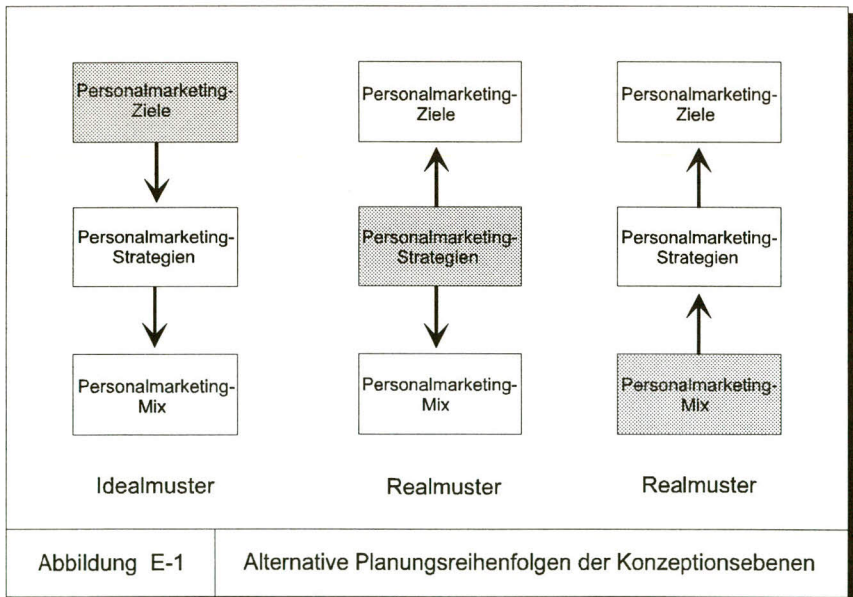 Personalmarketing-
Ziele
Personalmarketing-
Strategien
Personalmarketing-
Mix
Idealmuster
Personalmarketing-
Ziele
Personalmarketing-
Strategien
Personalmarketing-
Mix
Realmuster
Personalmarketing-
Ziele
Personalmarketing-
Strategien
Personalmarketing-
Mix
Realmuster
Abbildung E-1
Alternative Planungsreihenfolgen der Konzeptionsebenen